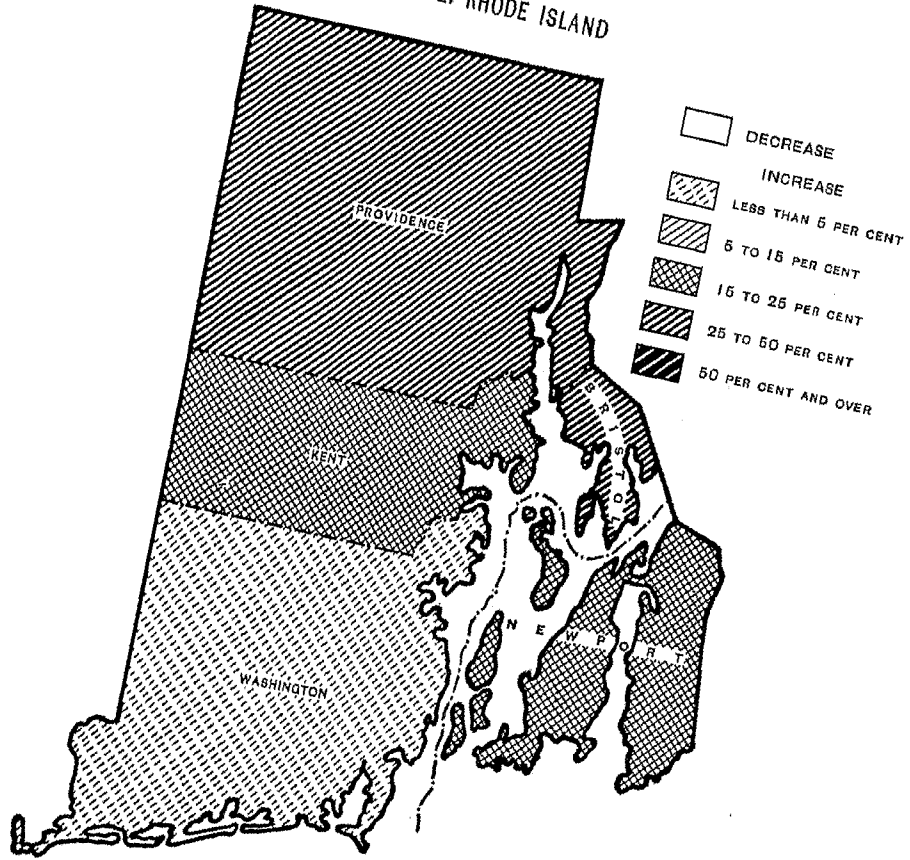 RHODE ISLAND
DECREASE
INCREASE
LESS THAN 5 PER CENT
5 TO 15 PER CENT
15 TO 25 PER CENT
25 TO 50 PER CENT
50 PER CENT AND OVER
PROVIDENCE
KENT
BRISTOL
NEWPORT
WASHINGTON